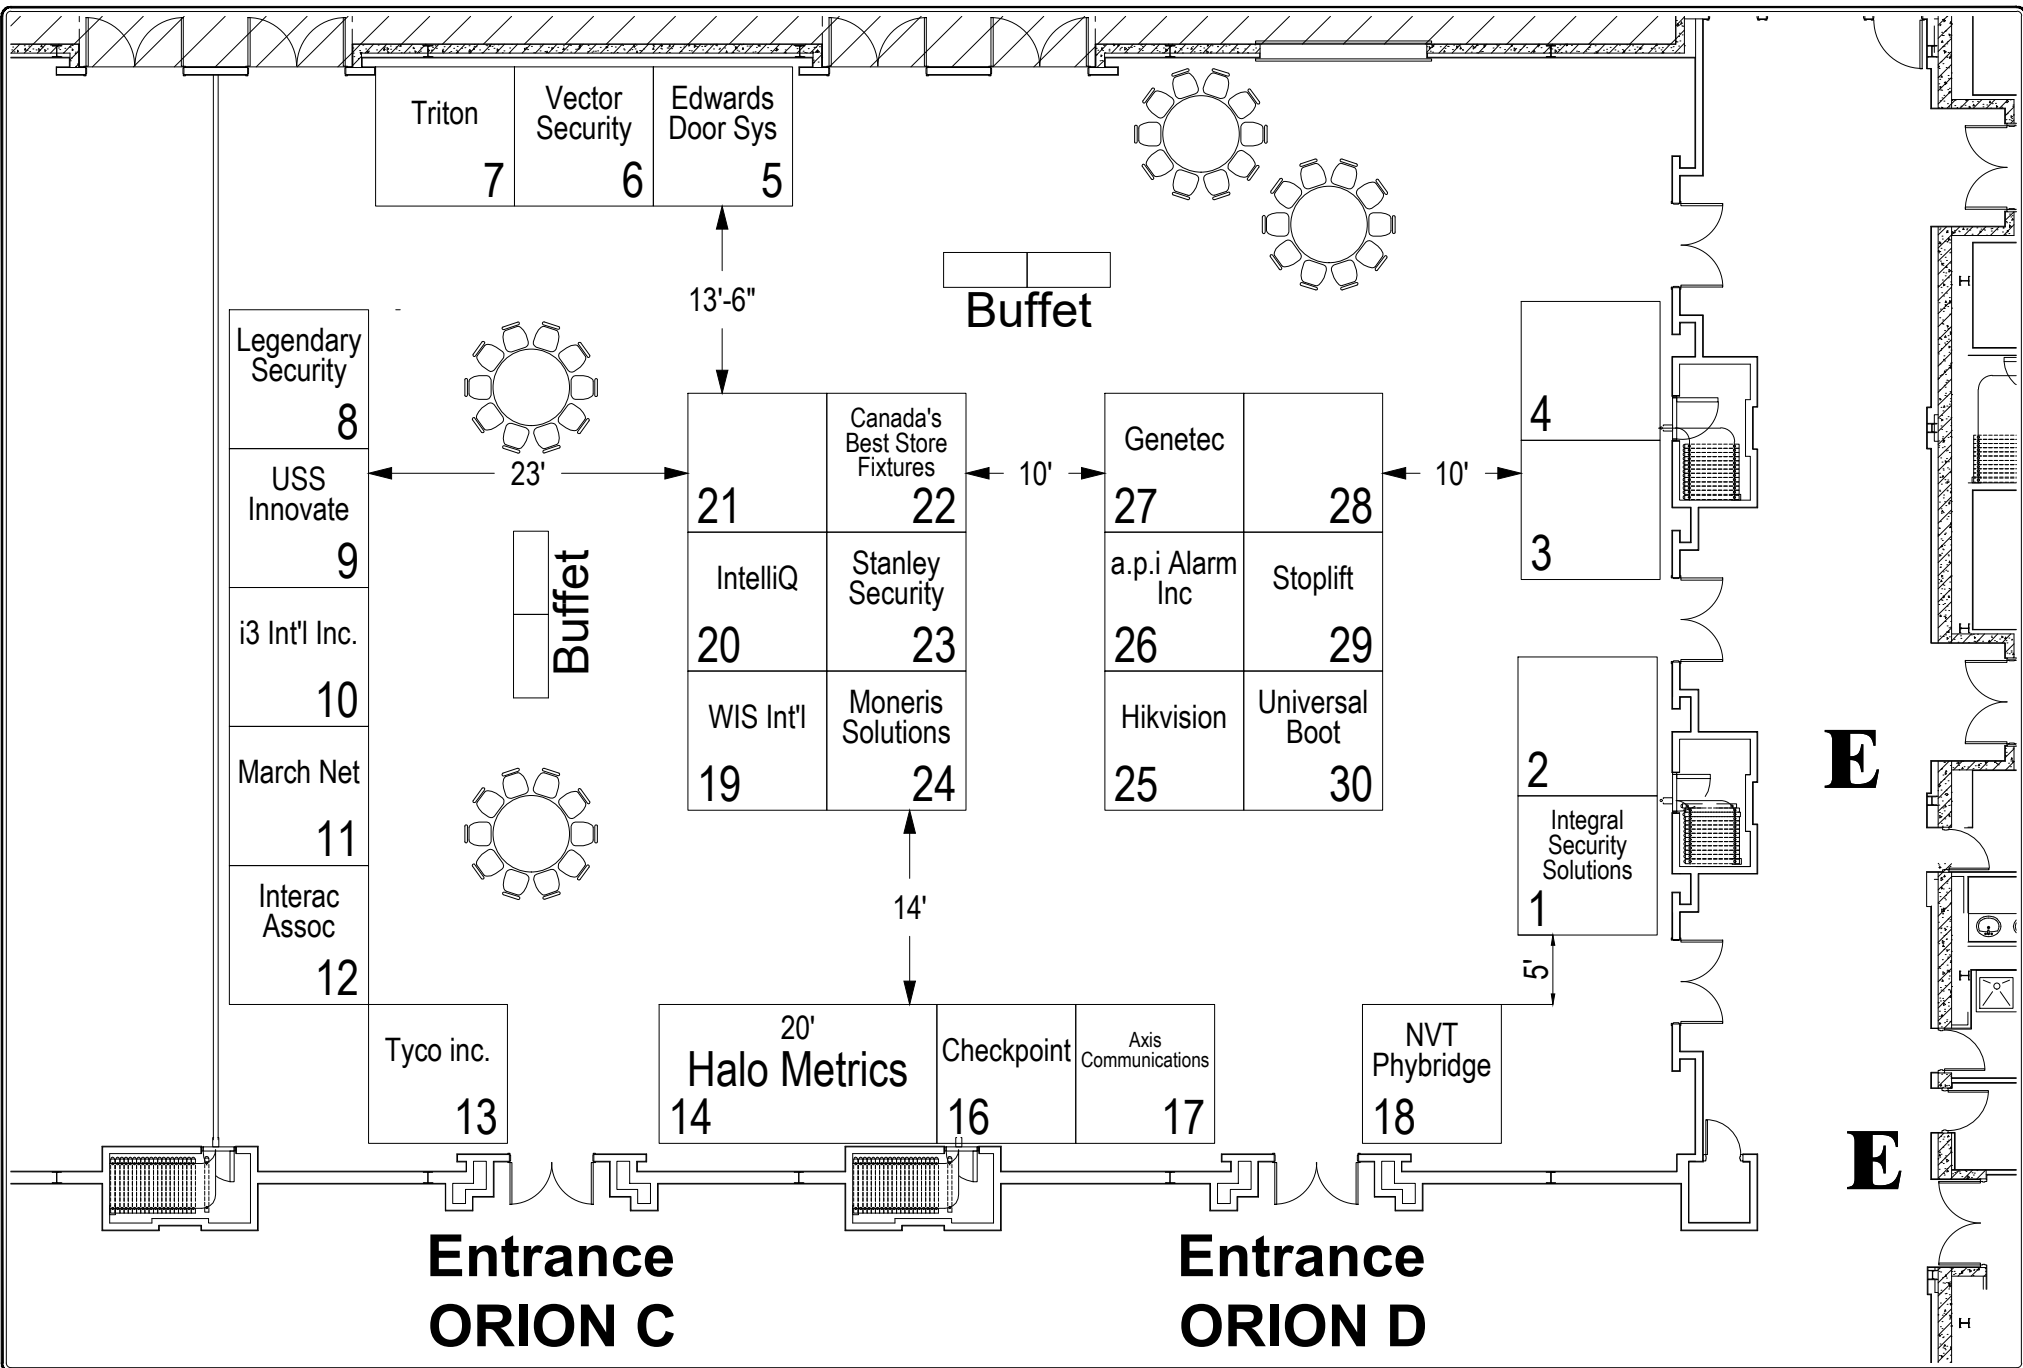 Triton
7
Vector
Security
6
Edwards
Door Sys
5
13'-6"
Buffet
Legendary
Security
8
USS
Innovate
9
i3 Int'l Inc.
10
March Net
11
Interac
Assoc
12
23'
Buffet
21
Canada's
Best Store
Fixtures
22
IntelliQ
20
Stanley
Security
23
WIS Int'l
19
Moneris
Solutions
24
10'
Genetec
27
28
a.p.i Alarm
Inc
26
Stoplift
29
Hikvision
25
Universal
Boot
30
10'
4
3
2
Integral
Security
Solutions
1
5'
14'
Tyco inc.
13
20'
Halo Metrics
14
Checkpoint
16
Axis
Communications
17
NVT
Phybridge
18
E
E
Entrance
ORION C
Entrance
ORION D